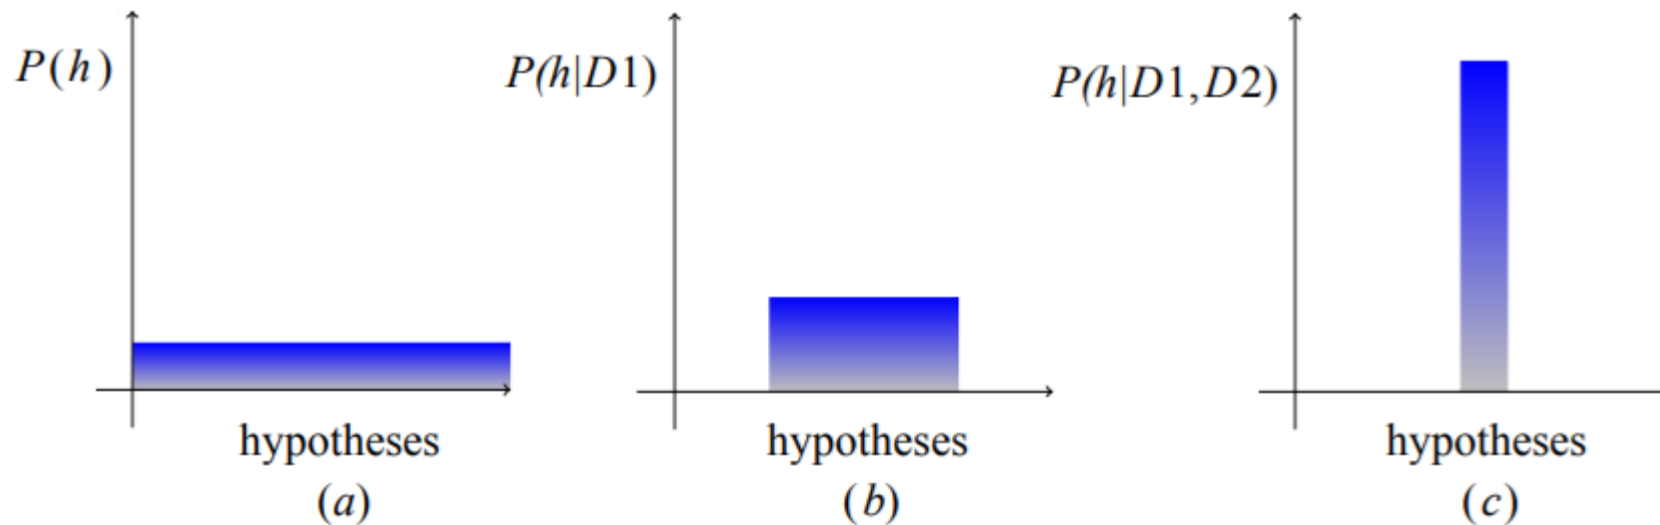 P(h)
hypotheses
(a)
P(h|D1)
hypotheses
(b)
P(h|D1,D2)
hypotheses
(c)